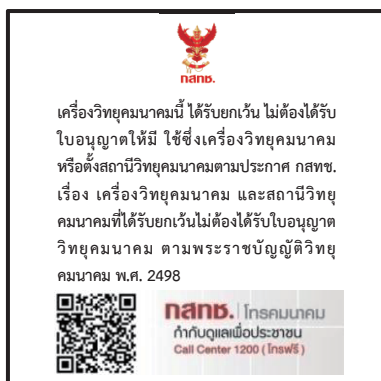 กสทช.
เครื่องวิทยุคมนาคมนี้ ได้รับยกเว้น ไม่ต้องได้รับ
ใบอนุญาตให้มี ใช้ซึ่งเครื่องวิทยุคมนาคม
หรือตั้งสถานีวิทยุคมนาคมตามประกาศ กสทช.
เรื่อง เครื่องวิทยุคมนาคม และสถานีวิทยุ
คมนาคมที่ได้รับยกเว้นไม่ต้องได้รับใบอนุญาต
วิทยุคมนาคม ตามพระราชบัญญัติวิทยุ
คมนาคม พ.ศ. 2498
กสทช. | โทรคมนาคม
กำกับดูแลเพื่อประชาชน
Call Center 1200 (โทรฟรี)